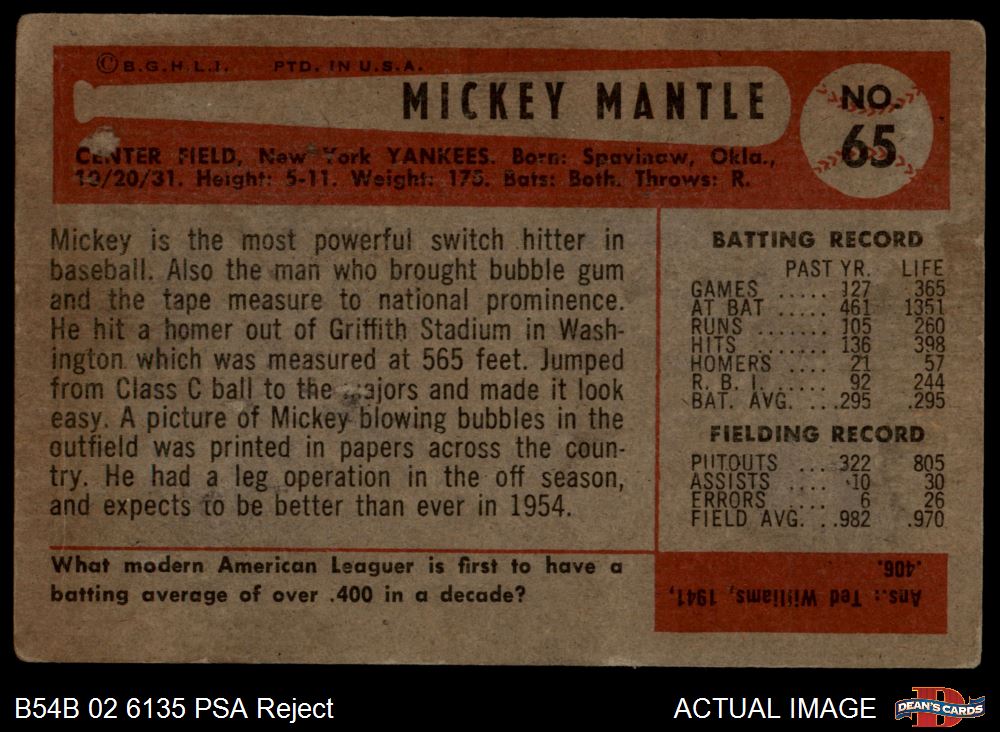 ©B.G.H.L.I. PTD. IN U.S.A.
MICKEY MANTLE
NO.
65
CENTER FIELD, New York YANKEES. Born: Spavinaw, Okla.,
10/20/31. Height: 5-11. Weight: 175. Bats: Both. Throws: R.
Mickey is the most powerful switch hitter in
baseball. Also the man who brought bubble gum
and the tape measure to national prominence.
He hit a homer out of Griffith Stadium in Wash-
ington which was measured at 565 feet. Jumped
from Class C ball to the majors and made it look
easy. A picture of Mickey blowing bubbles in the
outfield was printed in papers across the coun-
try. He had a leg operation in the off season,
and expects to be better than ever in 1954.
BATTING RECORD
PAST YR. LIFE
GAMES ..... 127 365
AT BAT ..... 461 1351
RUNS ....... 105 260
HITS ....... 136 398
HOMERS ..... 21 57
R. B. I. ..... 92 244
BAT. AVG. ...295 .295
FIELDING RECORD
PUTOUTS ... 322 805
ASSISTS .... 10 30
ERRORS .... 6 26
FIELD AVG. ..982 .970
What modern American Leaguer is first to have a
batting average of over .400 in a decade?
Ans.: Ted Williams, 1941,
.406.
B54B 02 6135 PSA Reject
ACTUAL IMAGE
DEAN'S CARDS